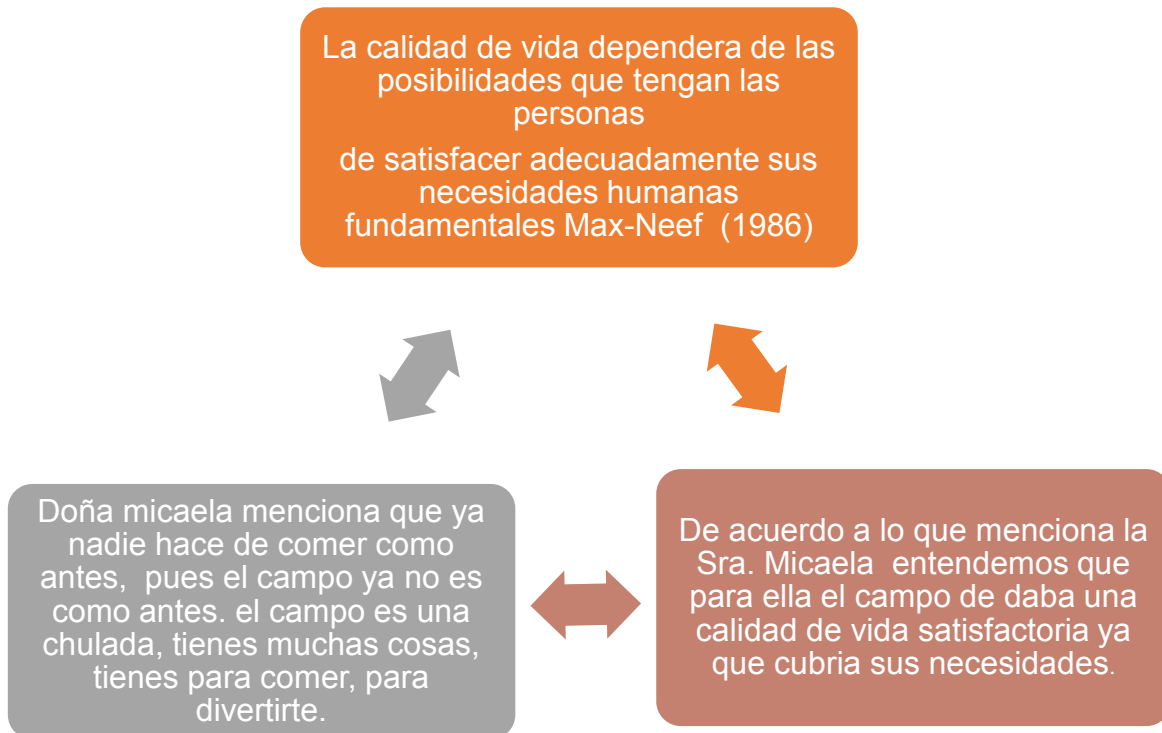 La calidad de vida dependera de las
posibilidades que tengan las
personas
de satisfacer adecuadamente sus
necesidades humanas
fundamentales Max-Neef (1986)
Doña micaela menciona que ya
nadie hace de comer como
antes, pues el campo ya no es
como antes. el campo es una
chulada, tienes muchas cosas,
tienes para comer, para
divertirte.
De acuerdo a lo que menciona la
Sra. Micaela entendemos que
para ella el campo de daba una
calidad de vida satisfactoria ya
que cubria sus necesidades.